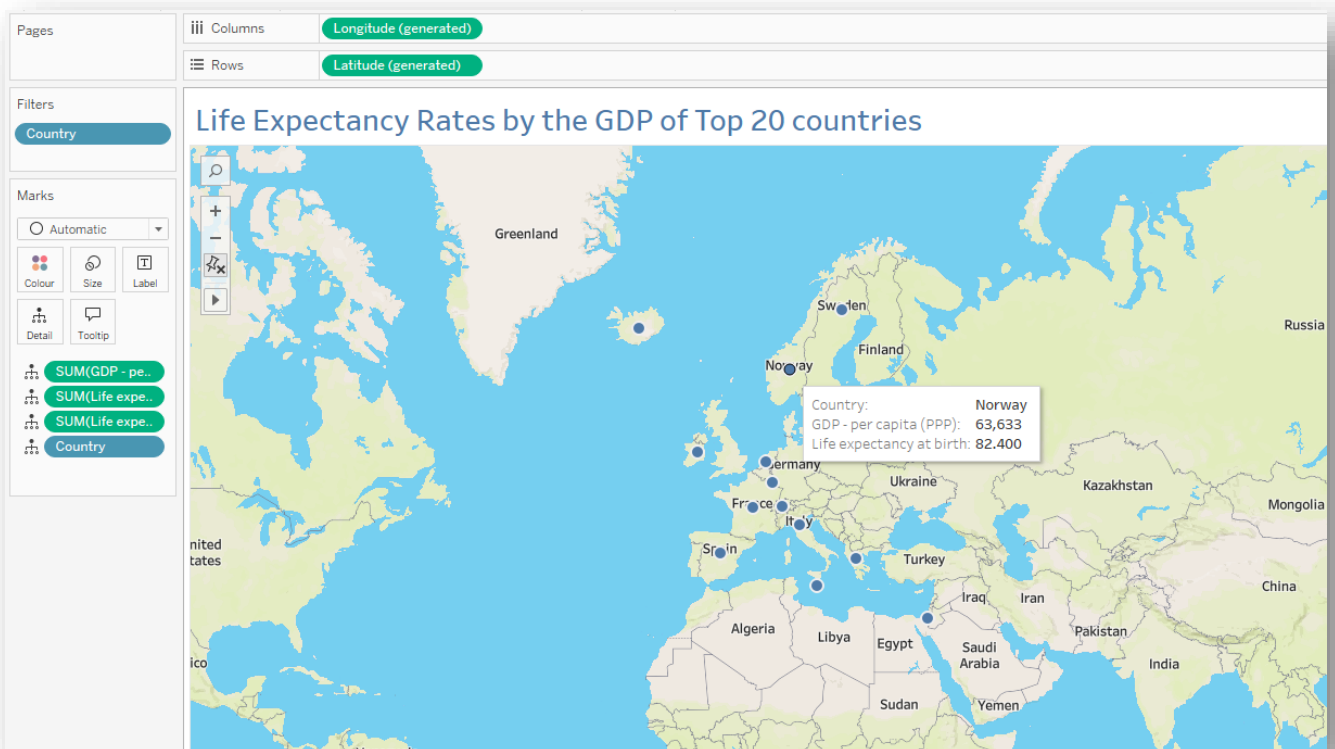 Pages
Columns
Longitude (generated)
Rows
Latitude (generated)
Filters
Country
Life Expectancy Rates by the GDP of Top 20 countries
Marks
Automatic
Colour
Size
Label
Detail
Tooltip
SUM(GDP - pe..
SUM(Life expe..
SUM(Life expe..
Country
Greenland
Sweden
Russia
Finland
Norway
Country: Norway
GDP - per capita (PPP): 63,633
Life expectancy at birth: 82.400
Germany
Ukraine
Kazakhstan
France
Mongolia
Italy
nited
tates
Spain
Turkey
China
Iraq
Iran
Algeria
Libya
Egypt
Pakistan
Saudi
Arabia
ico
India
Sudan
Yemen